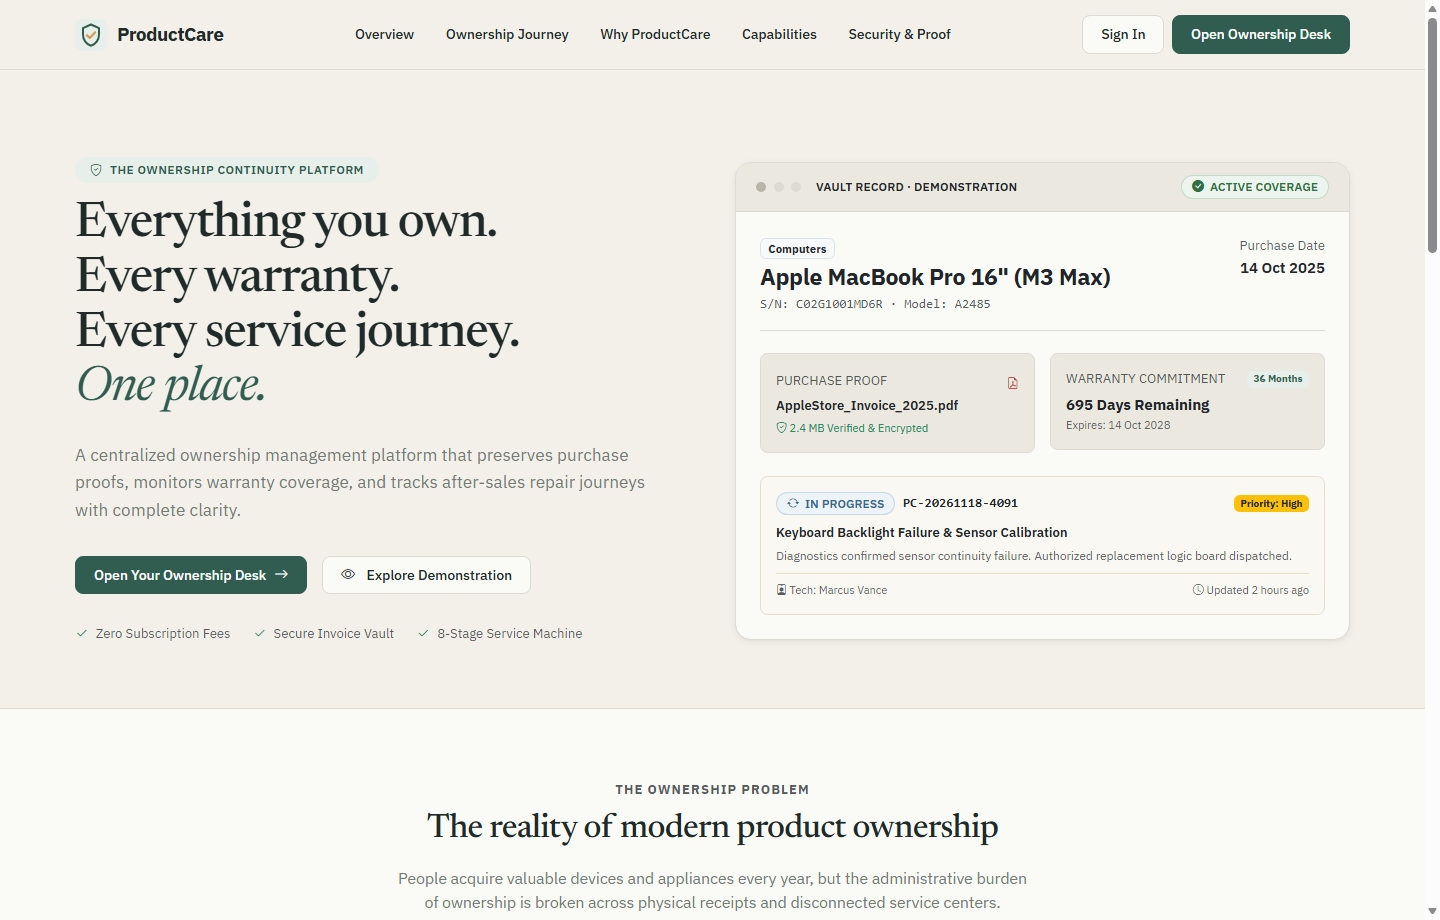 ProductCare
Overview
Ownership Journey
Why ProductCare
Capabilities
Security & Proof
Sign In
Open Ownership Desk
THE OWNERSHIP CONTINUITY PLATFORM
Everything you own.
Every warranty.
Every service journey.
One place.
A centralized ownership management platform that preserves purchase
proofs, monitors warranty coverage, and tracks after-sales repair journeys
with complete clarity.
Open Your Ownership Desk →
Explore Demonstration
Zero Subscription Fees
Secure Invoice Vault
8-Stage Service Machine
VAULT RECORD · DEMONSTRATION
ACTIVE COVERAGE
Computers
Apple MacBook Pro 16" (M3 Max)
S/N: C02G1001MD6R · Model: A2485
Purchase Date
14 Oct 2025
PURCHASE PROOF
AppleStore_Invoice_2025.pdf
2.4 MB Verified & Encrypted
WARRANTY COMMITMENT
36 Months
695 Days Remaining
Expires: 14 Oct 2028
IN PROGRESS
PC-20261118-4091
Priority: High
Keyboard Backlight Failure & Sensor Calibration
Diagnostics confirmed sensor continuity failure. Authorized replacement logic board dispatched.
Tech: Marcus Vance
Updated 2 hours ago
THE OWNERSHIP PROBLEM
The reality of modern product ownership
People acquire valuable devices and appliances every year, but the administrative burden
of ownership is broken across physical receipts and disconnected service centers.